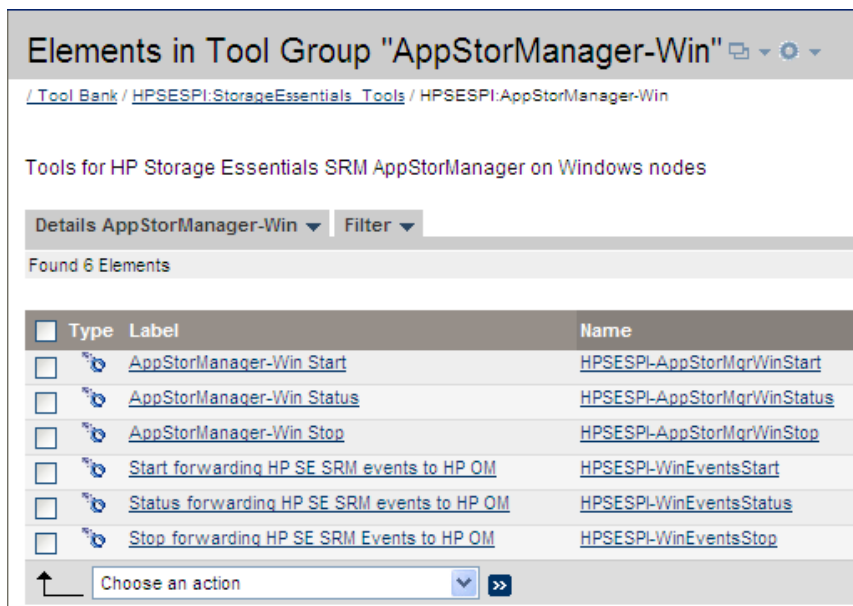 Elements in Tool Group "AppStorManager-Win"
/ Tool Bank / HPSESPI:StorageEssentials_Tools / HPSESPI:AppStorManager-Win
Tools for HP Storage Essentials SRM AppStorManager on Windows nodes
Details AppStorManager-Win Filter
Found 6 Elements
Type Label Name
AppStorManager-Win Start HPSESPI-AppStorMgrWinStart
AppStorManager-Win Status HPSESPI-AppStorMgrWinStatus
AppStorManager-Win Stop HPSESPI-AppStorMgrWinStop
Start forwarding HP SE SRM events to HP OM HPSESPI-WinEventsStart
Status forwarding HP SE SRM events to HP OM HPSESPI-WinEventsStatus
Stop forwarding HP SE SRM Events to HP OM HPSESPI-WinEventsStop
Choose an action >>